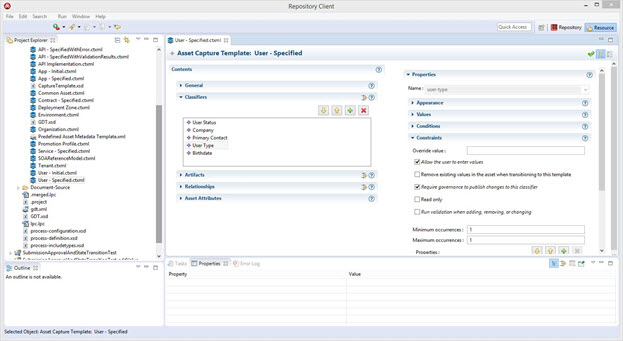 Repository Client
Edit Search Run Window Help
Quick Access
Repository
Resource
Project Explorer
API - SpecifiedWithError.ctxml
API - SpecifiedWithValidationResults.ctxml
API Implementation.ctxml
App - Initial.ctxml
App - Specified.ctxml
CaptureTemplate.xsd
Common Asset.ctxml
Contract - Specified.ctxml
Deployment Zone.ctxml
Environment.ctxml
GDT.xsd
Organization.ctxml
Predefined Asset Metadata Template.xml
Promotion Profile.ctxml
Service - Specified.ctxml
SOAReferenceModel.ctxml
Tenant.ctxml
User - Initial.ctxml
User - Specified.ctxml
Document-Source
.merged.lpc
.project
gdt.xml
GDT.xsd
lpc.lpc
process-configuration.xsd
process-definition.xsd
process-includetypes.xsd
SubmissionApprovalAndStateTransitionTest
Outline
An outline is not available.
User - Specified.ctxml
Asset Capture Template: User - Specified
Contents
General
Classifiers
User Status
Company
Primary Contact
User Type
Birthdate
Artifacts
Relationships
Asset Attributes
Properties
Name: user-type
Appearance
Values
Conditions
Constraints
Override value:
Allow the user to enter values
Remove existing values in the asset when transitioning to this template
Require governance to publish changes to this classifier
Read only
Run validation when adding, removing, or changing
Minimum occurrences: 1
Maximum occurrences: 1
Properties:
Tasks Properties Error Log
Property Value
Selected Object: Asset Capture Template: User - Specified